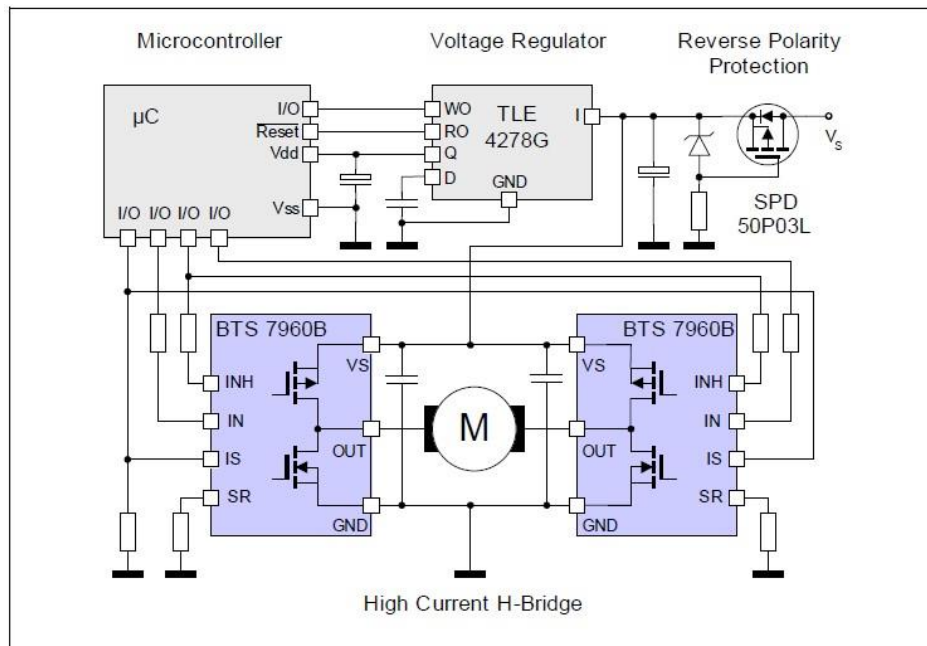 Microcontroller
Voltage Regulator
Reverse Polarity
Protection
µC
I/O
Reset
Vdd
Vss
I/O I/O I/O I/O
WO
RO
Q
D
TLE
4278G
I
GND
V_S
SPD
50P03L
BTS 7960B
VS
INH
IN
IS
SR
OUT
GND
M
BTS 7960B
VS
INH
IN
IS
SR
OUT
GND
High Current H-Bridge